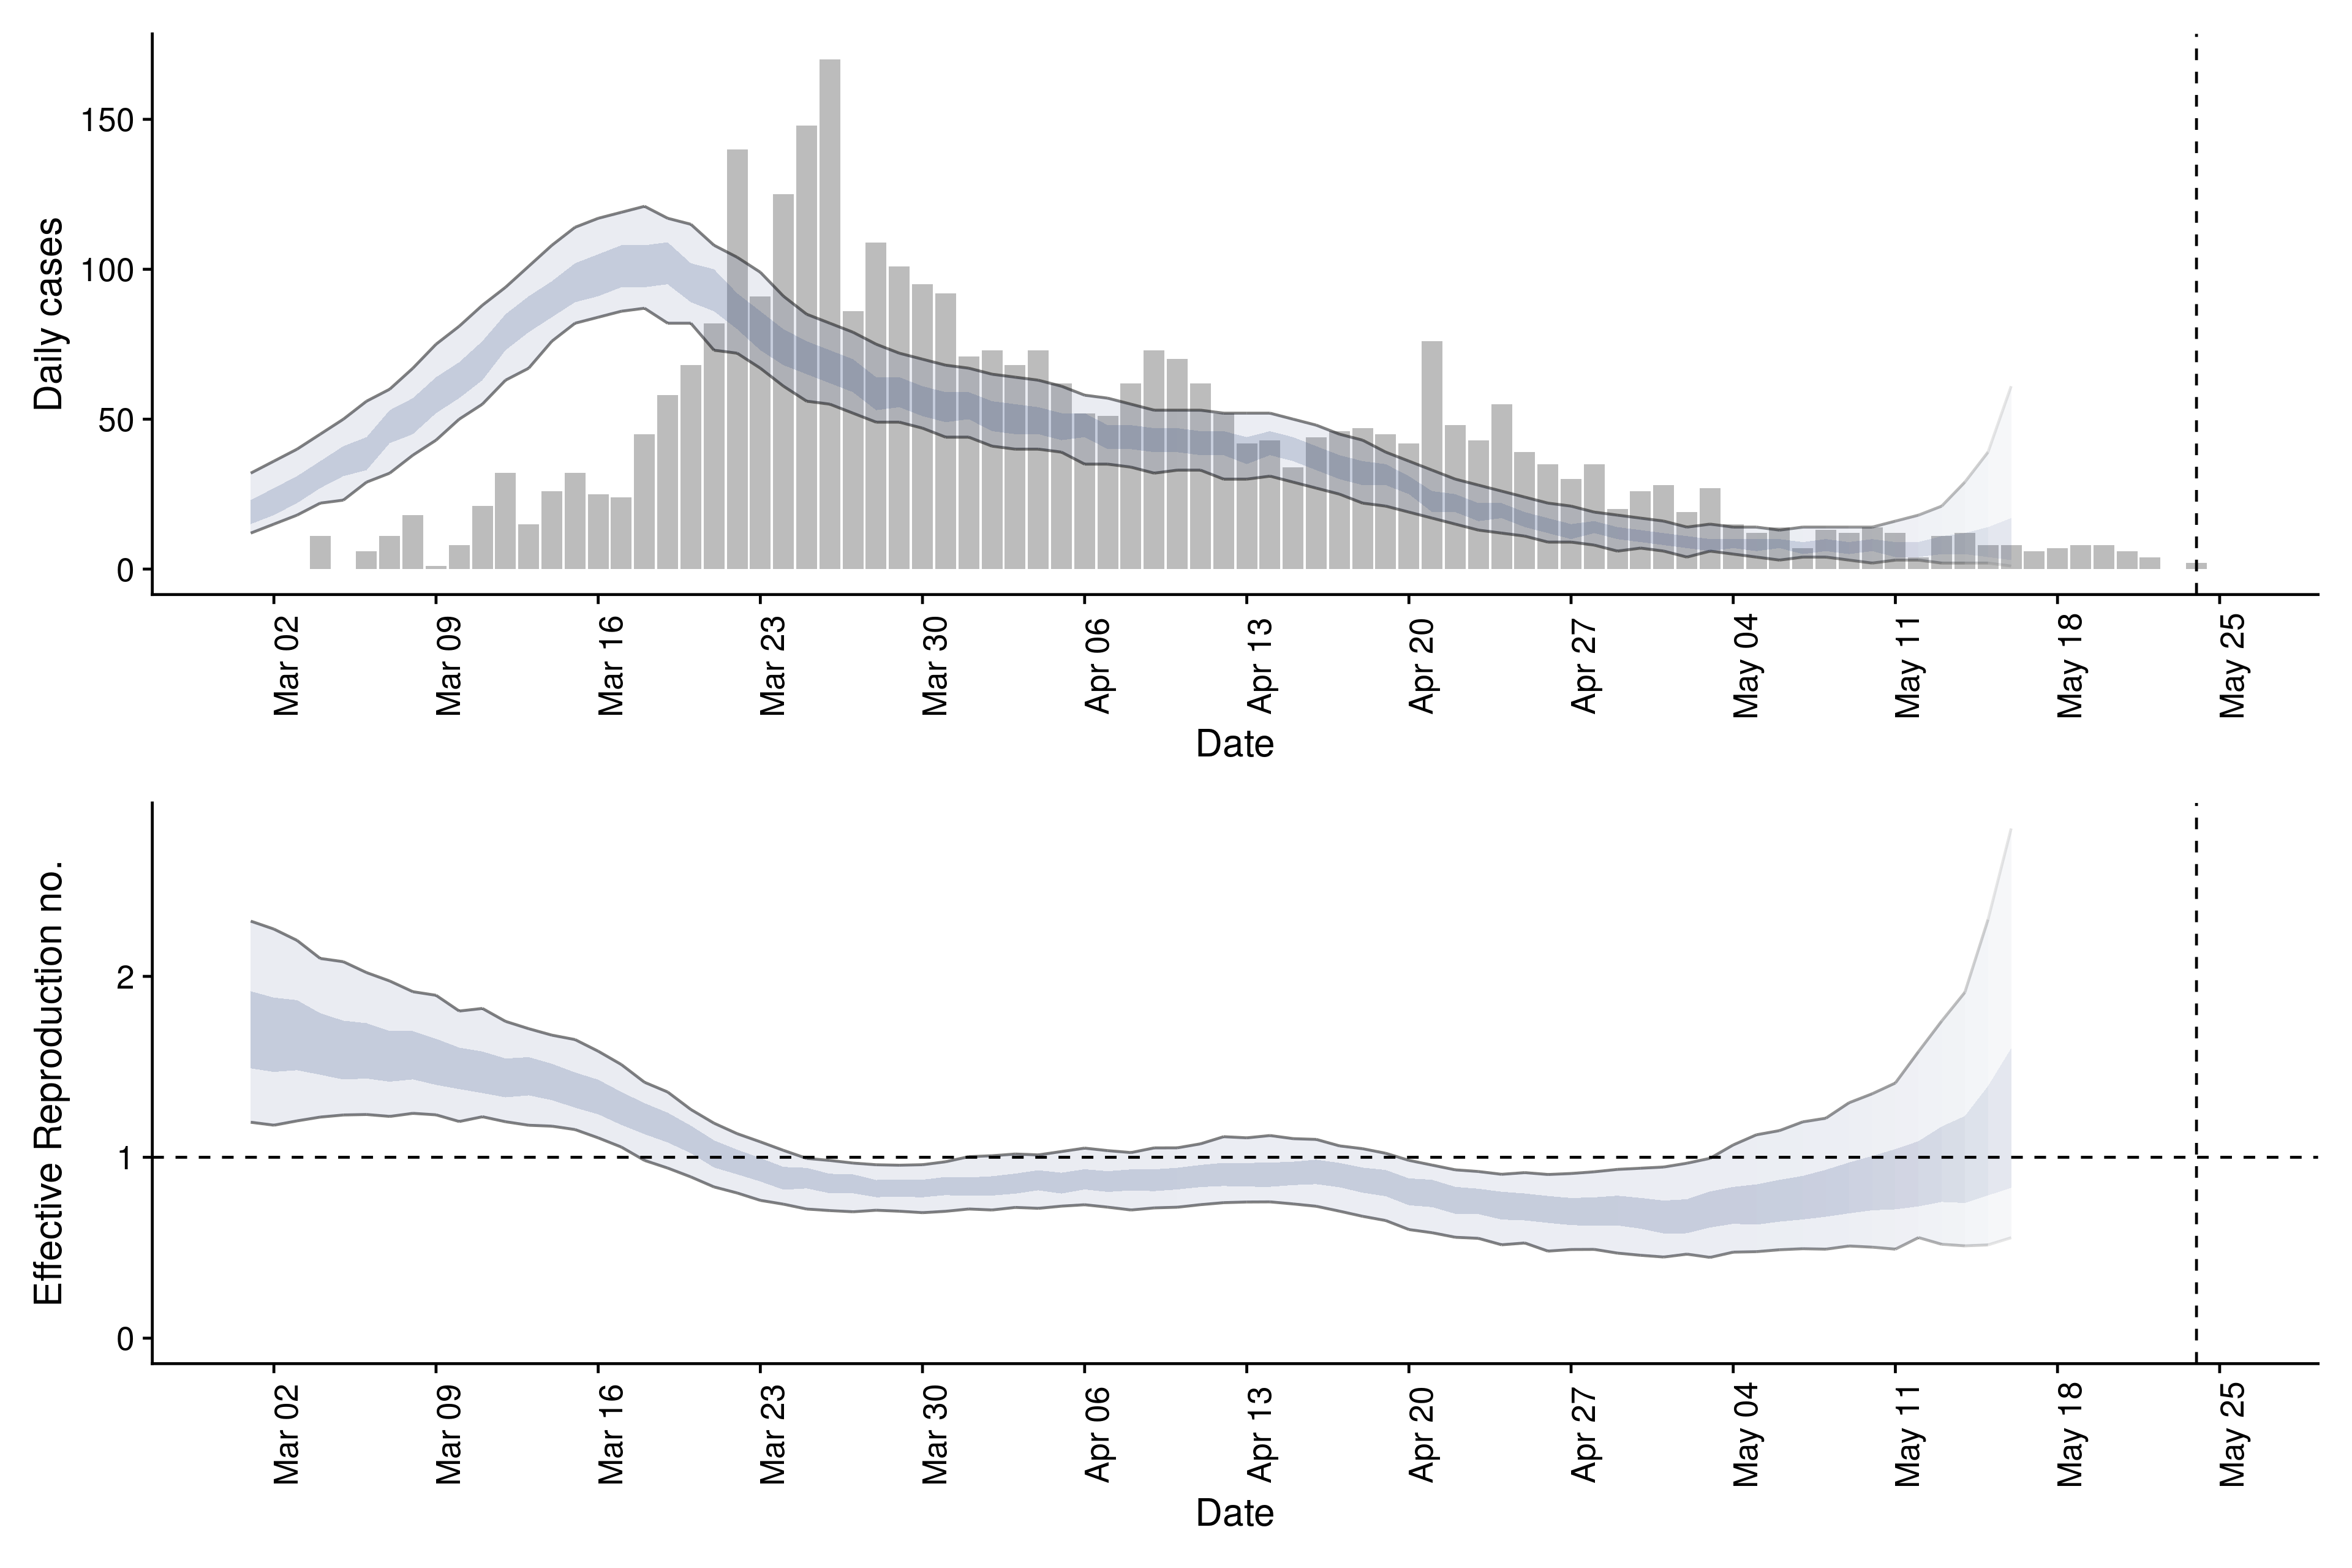 Daily cases
150
100
50
0
Mar 02
Mar 09
Mar 16
Mar 23
Mar 30
Apr 06
Apr 13
Apr 20
Apr 27
May 04
May 11
May 18
May 25
Date
Effective Reproduction no.
2
1
0
Mar 02
Mar 09
Mar 16
Mar 23
Mar 30
Apr 06
Apr 13
Apr 20
Apr 27
May 04
May 11
May 18
May 25
Date